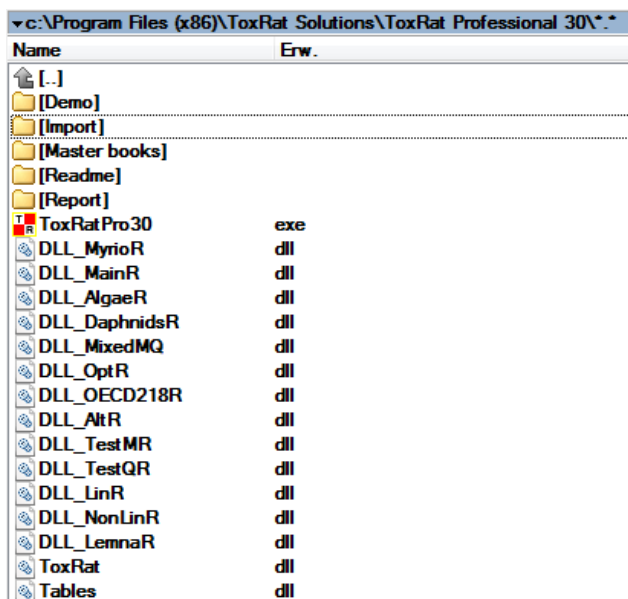 c:\Program Files (x86)\ToxRat Solutions\ToxRat Professional 30\*.*
Name Erw.
[..]
[Demo]
[Import]
[Master books]
[Readme]
[Report]
TR ToxRatPro30 exe
DLL_MyrioR dll
DLL_MainR dll
DLL_AlgaeR dll
DLL_DaphnidsR dll
DLL_MixedMQ dll
DLL_OptR dll
DLL_OECD218R dll
DLL_AltR dll
DLL_TestMR dll
DLL_TestQR dll
DLL_LinR dll
DLL_NonLinR dll
DLL_LemnaR dll
ToxRat dll
Tables dll